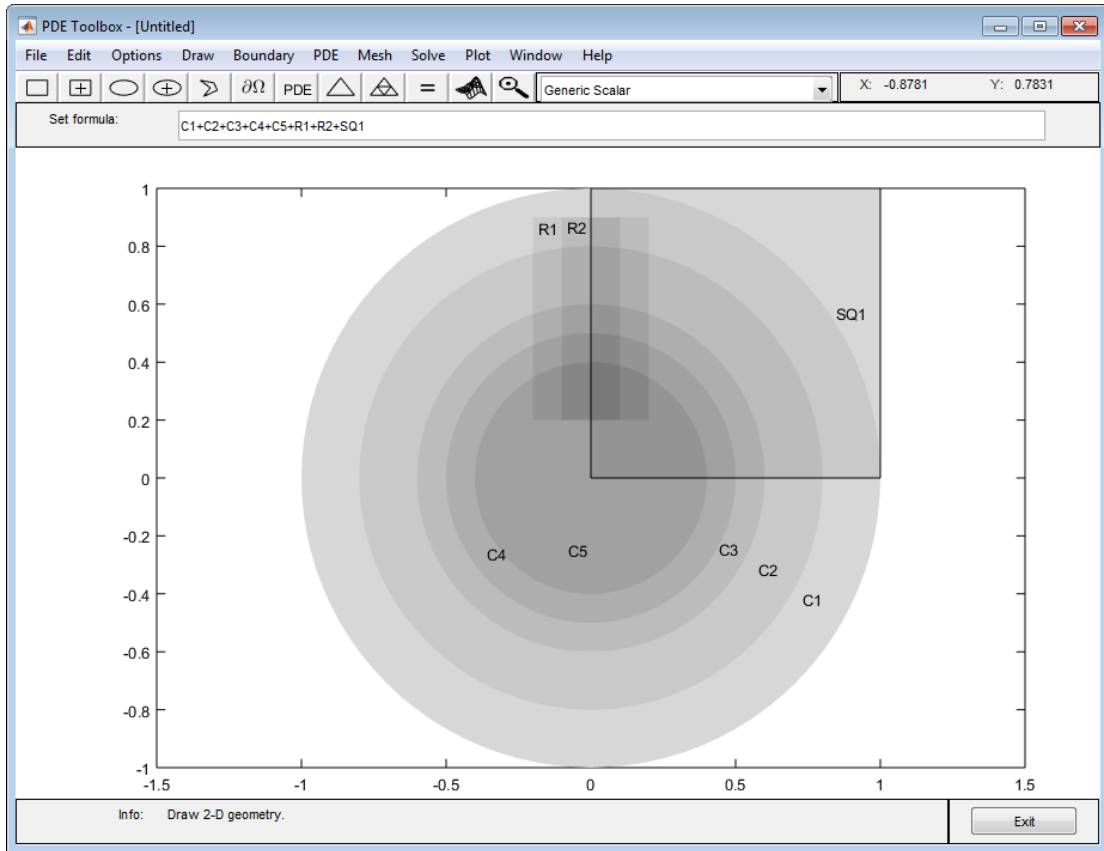 PDE Toolbox - [Untitled]
File Edit Options Draw Boundary PDE Mesh Solve Plot Window Help
∂Ω PDE = Generic Scalar X: -0.8781 Y: 0.7831
Set formula: C1+C2+C3+C4+C5+R1+R2+SQ1
1
R1 R2
0.8
0.6
SQ1
0.4
0.2
0
-0.2
C4 C5 C3
C2
-0.4
C1
-0.6
-0.8
-1
-1.5 -1 -0.5 0 0.5 1 1.5
Info: Draw 2-D geometry. Exit